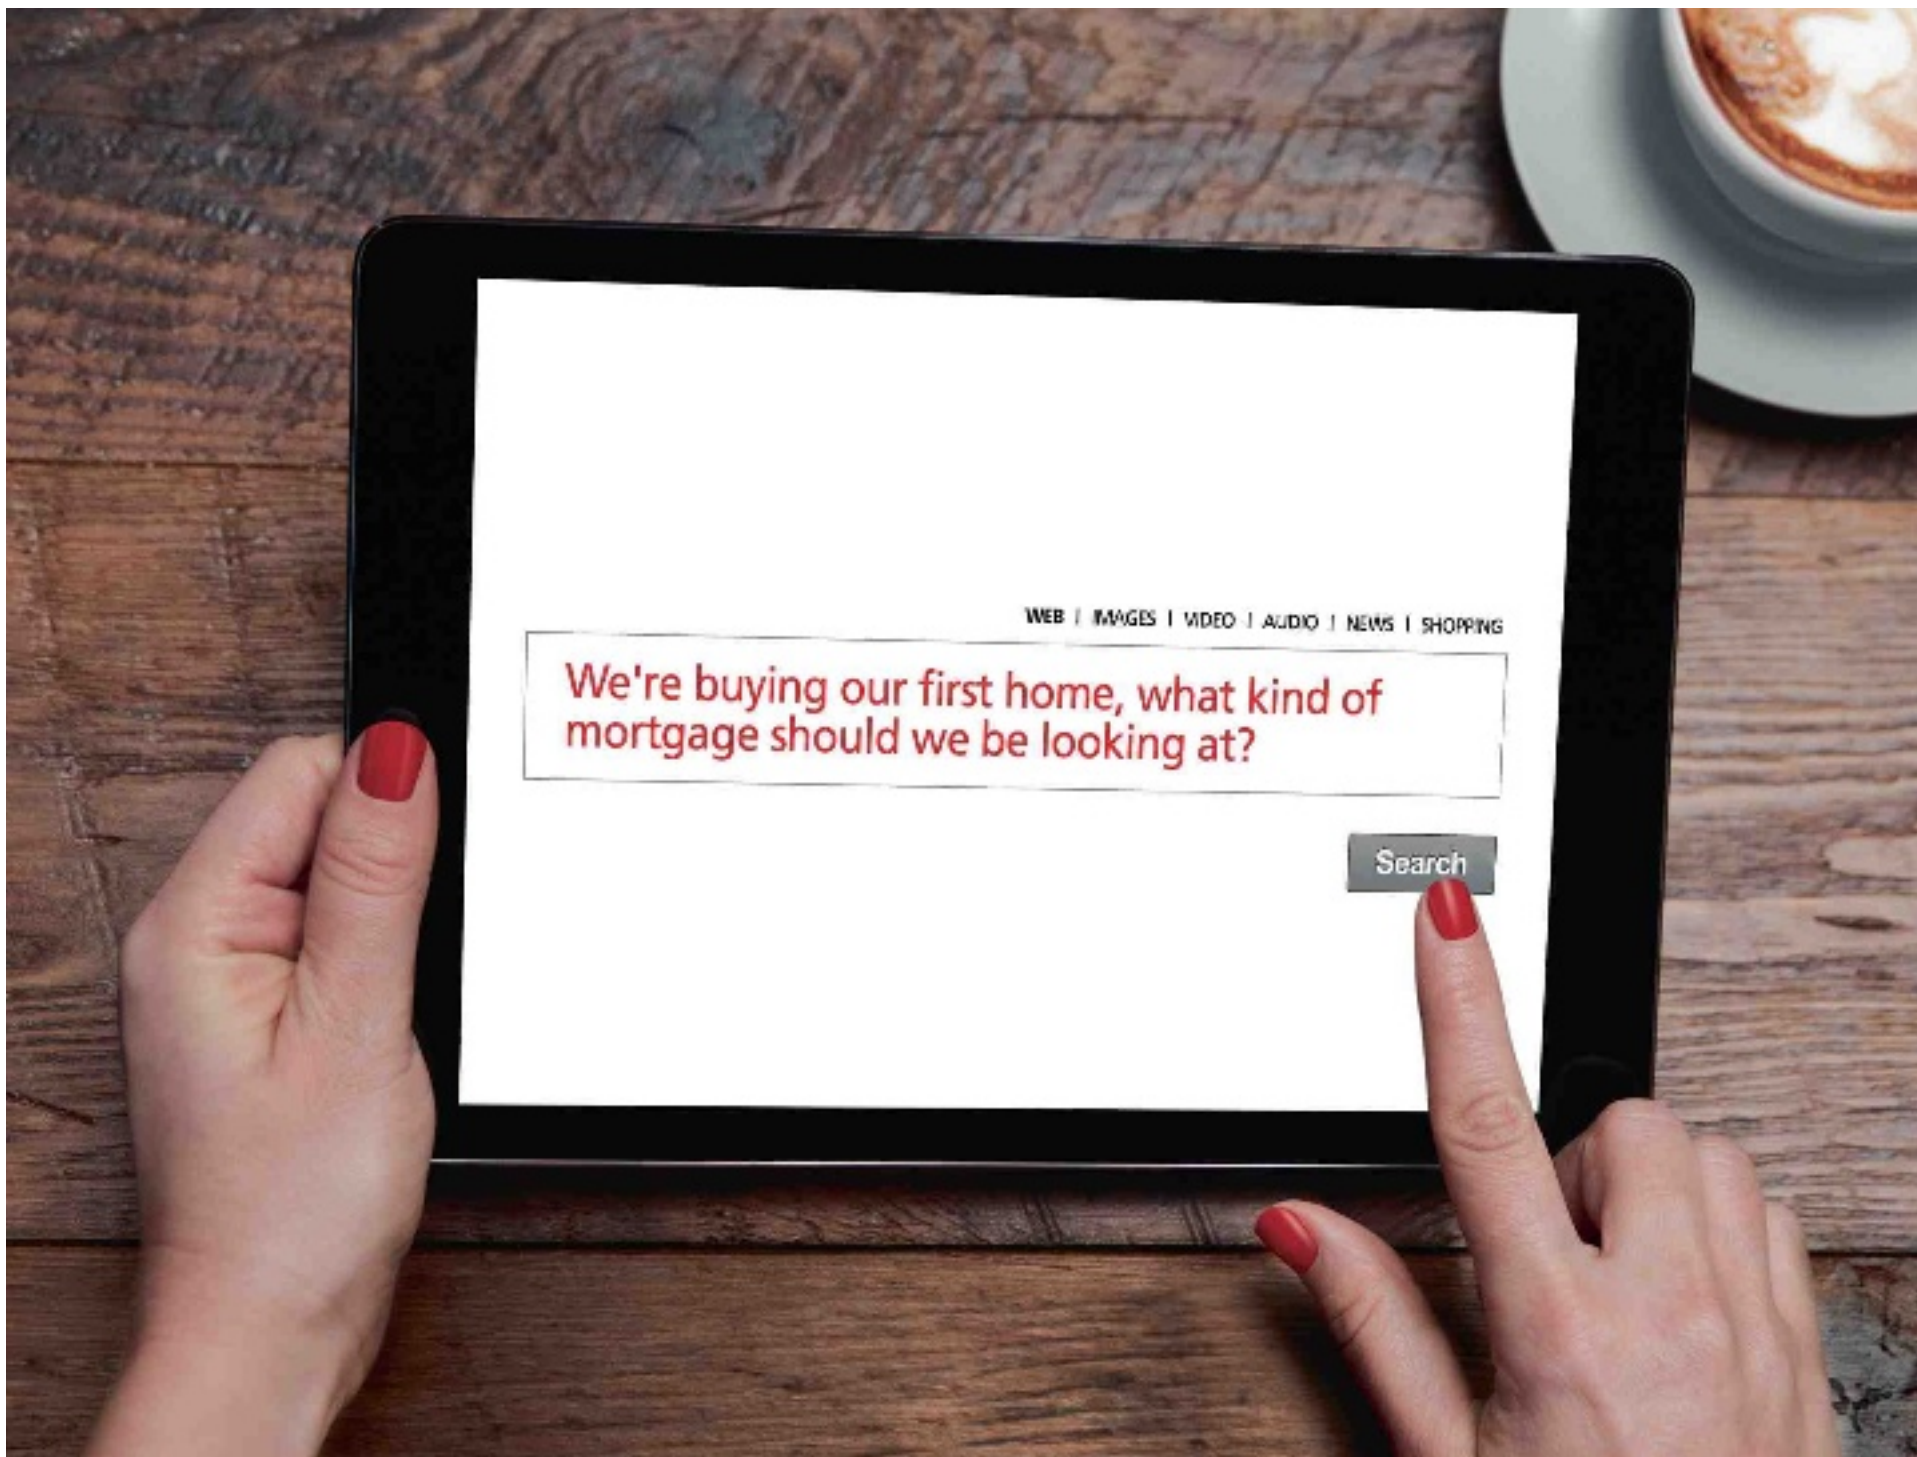 WEB | IMAGES | VIDEO | AUDIO | NEWS | SHOPPING
We're buying our first home, what kind of
mortgage should we be looking at?
Search